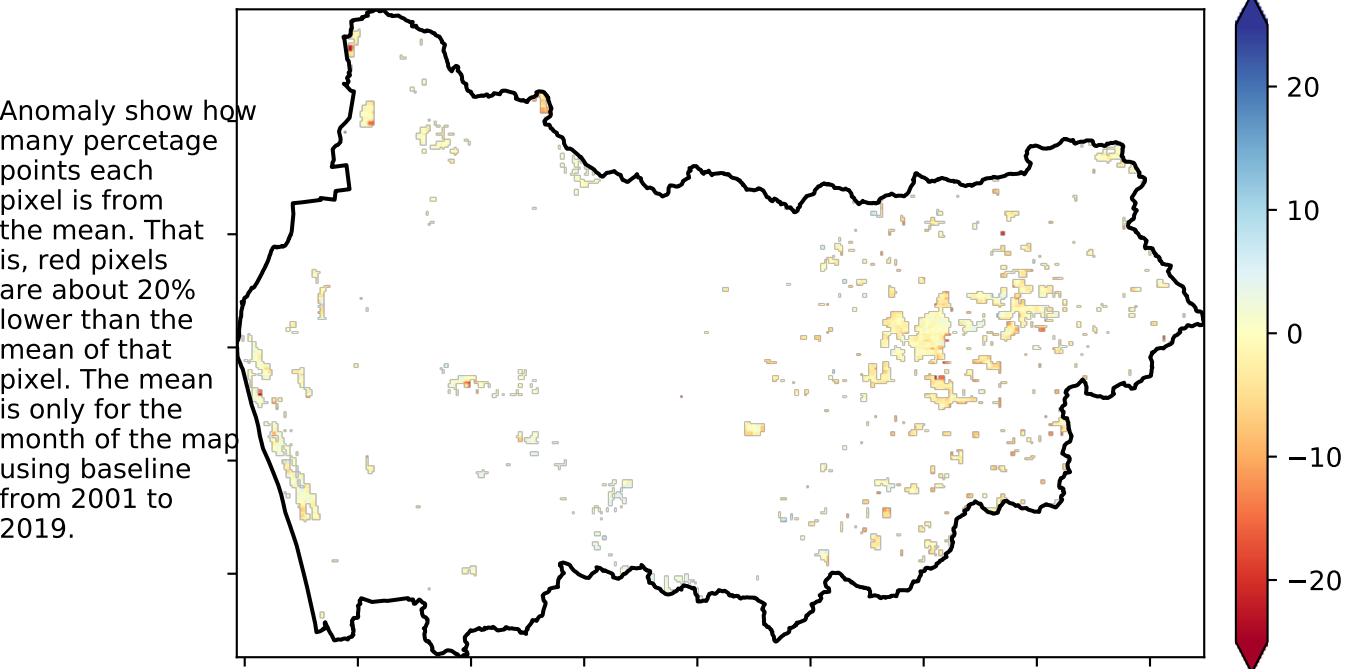 Anomaly show how
many percetage
points each
pixel is from
the mean. That
is, red pixels
are about 20%
lower than the
mean of that
pixel. The mean
is only for the
month of the map
using baseline
from 2001 to
2019.
20
10
0
−10
−20